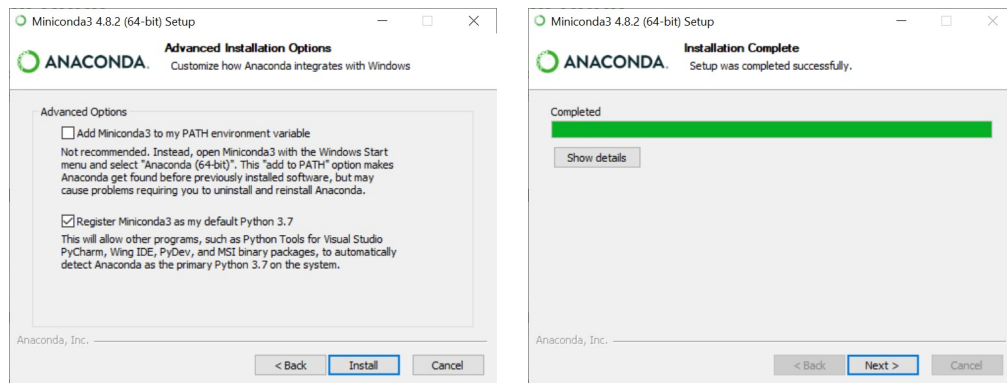 Miniconda3 4.8.2 (64-bit) Setup
ANACONDA.
Advanced Installation Options
Customize how Anaconda integrates with Windows
Advanced Options
Add Miniconda3 to my PATH environment variable
Not recommended. Instead, open Miniconda3 with the Windows Start
menu and select "Anaconda (64-bit)". This "add to PATH" option makes
Anaconda get found before previously installed software, but may
cause problems requiring you to uninstall and reinstall Anaconda.
Register Miniconda3 as my default Python 3.7
This will allow other programs, such as Python Tools for Visual Studio
PyCharm, Wing IDE, PyDev, and MSI binary packages, to automatically
detect Anaconda as the primary Python 3.7 on the system.
Anaconda, Inc.
< Back
Install
Cancel
Miniconda3 4.8.2 (64-bit) Setup
ANACONDA.
Installation Complete
Setup was completed successfully.
Completed
Show details
Anaconda, Inc.
< Back
Next >
Cancel